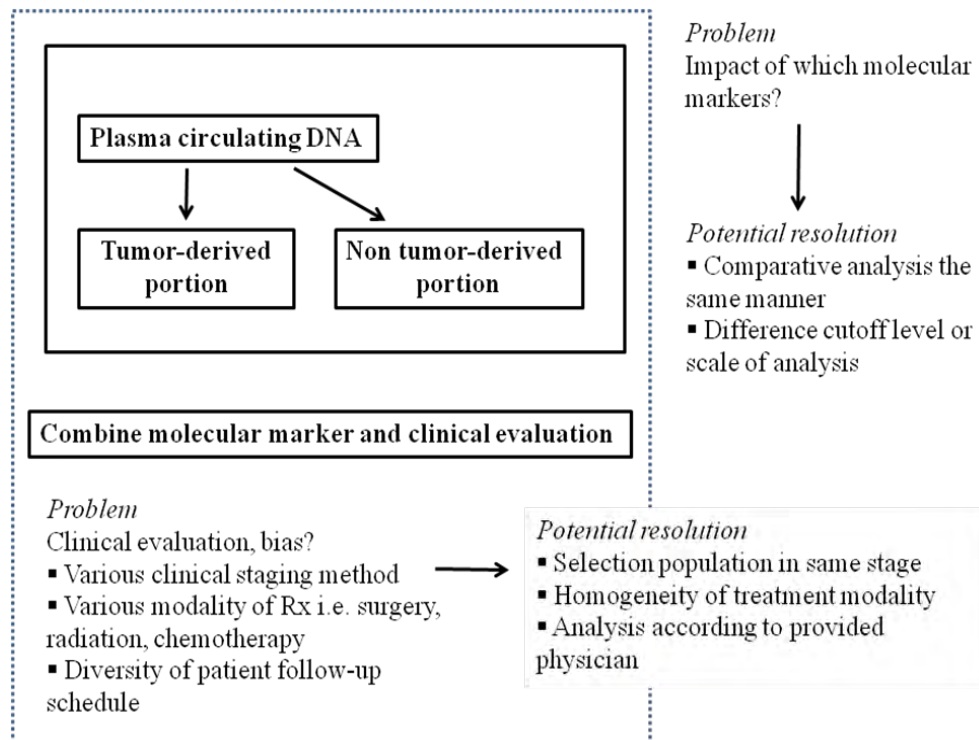 Plasma circulating DNA
Tumor-derived
portion
Non tumor-derived
portion
Problem
Impact of which molecular
markers?
Potential resolution
▪ Comparative analysis the
same manner
▪ Difference cutoff level or
scale of analysis
Combine molecular marker and clinical evaluation
Problem
Clinical evaluation, bias?
▪ Various clinical staging method
▪ Various modality of Rx i.e. surgery,
radiation, chemotherapy
▪ Diversity of patient follow-up
schedule
Potential resolution
▪ Selection population in same stage
▪ Homogeneity of treatment modality
▪ Analysis according to provided
physician